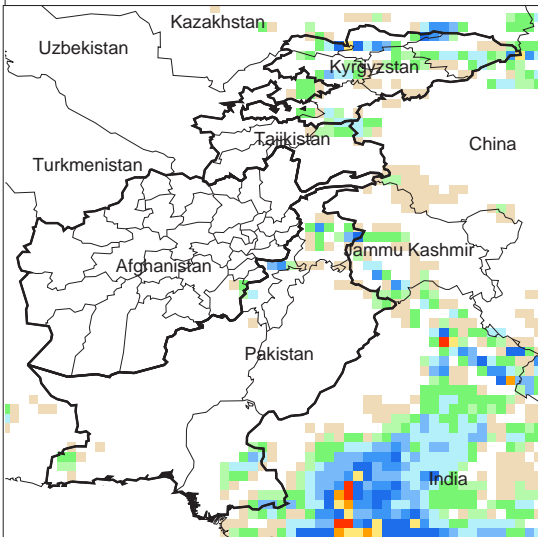 Kazakhstan
Uzbekistan
Kyrgyzstan
Tajikistan
China
Turkmenistan
Jammu Kashmir
Afghanistan
Pakistan
India